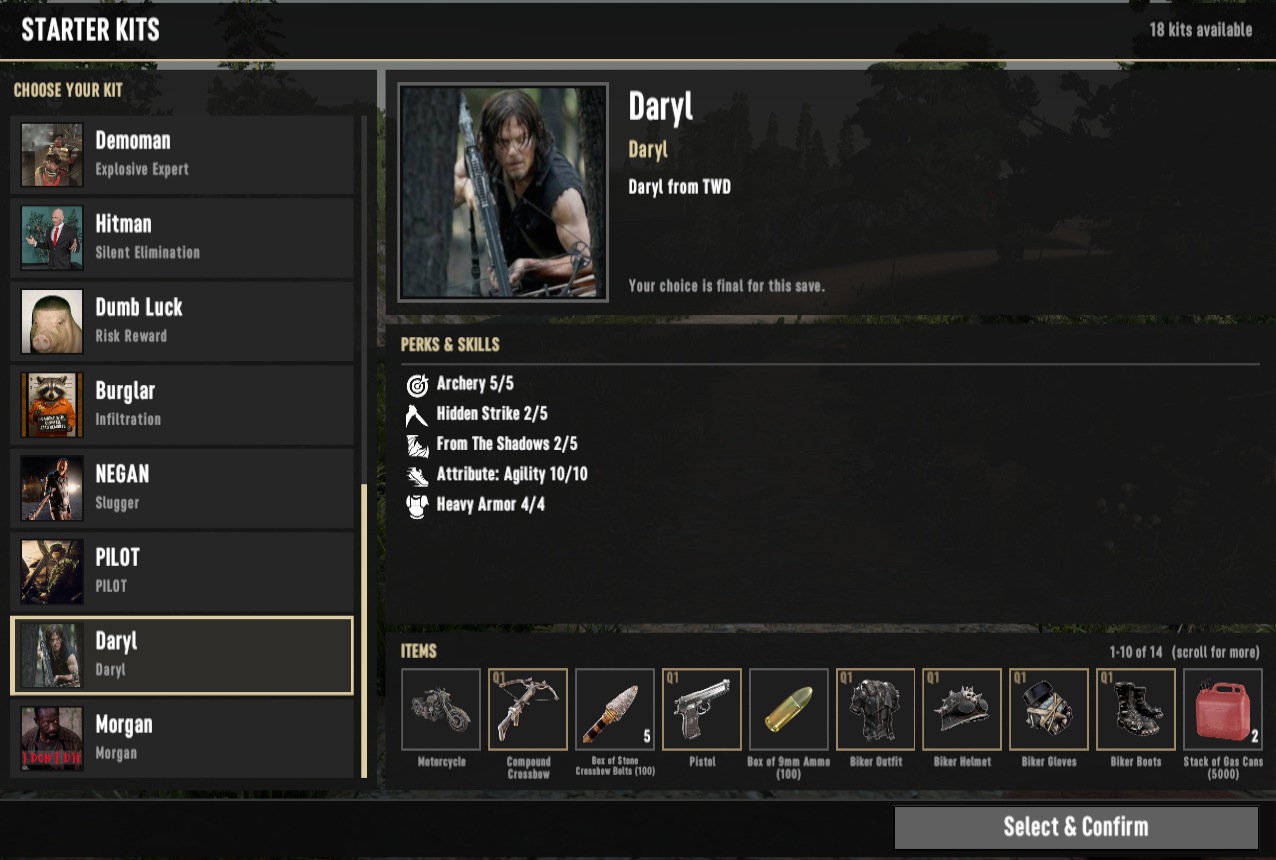 STARTER KITS
18 kits available
CHOOSE YOUR KIT
Demoman
Explosive Expert
Hitman
Silent Elimination
Dumb Luck
Risk Reward
Burglar
Infiltration
NEGAN
Slugger
PILOT
PILOT
Daryl
Daryl
Morgan
Morgan
I DON'T DIE
Daryl
Daryl
Daryl from TWD
Your choice is final for this save.
PERKS & SKILLS
Archery 5/5
Hidden Strike 2/5
From The Shadows 2/5
Attribute: Agility 10/10
Heavy Armor 4/4
ITEMS
1-10 of 14 (scroll for more)
Motorcycle
Q1
Compound
Crossbow
5
Box of Stone
Crossbow Bolts (100)
Q1
Pistol
Box of 9mm Ammo
(100)
Q1
Biker Outfit
Q1
Biker Helmet
Q1
Biker Gloves
Q1
Biker Boots
2
Stack of Gas Cans
(5000)
Select & Confirm